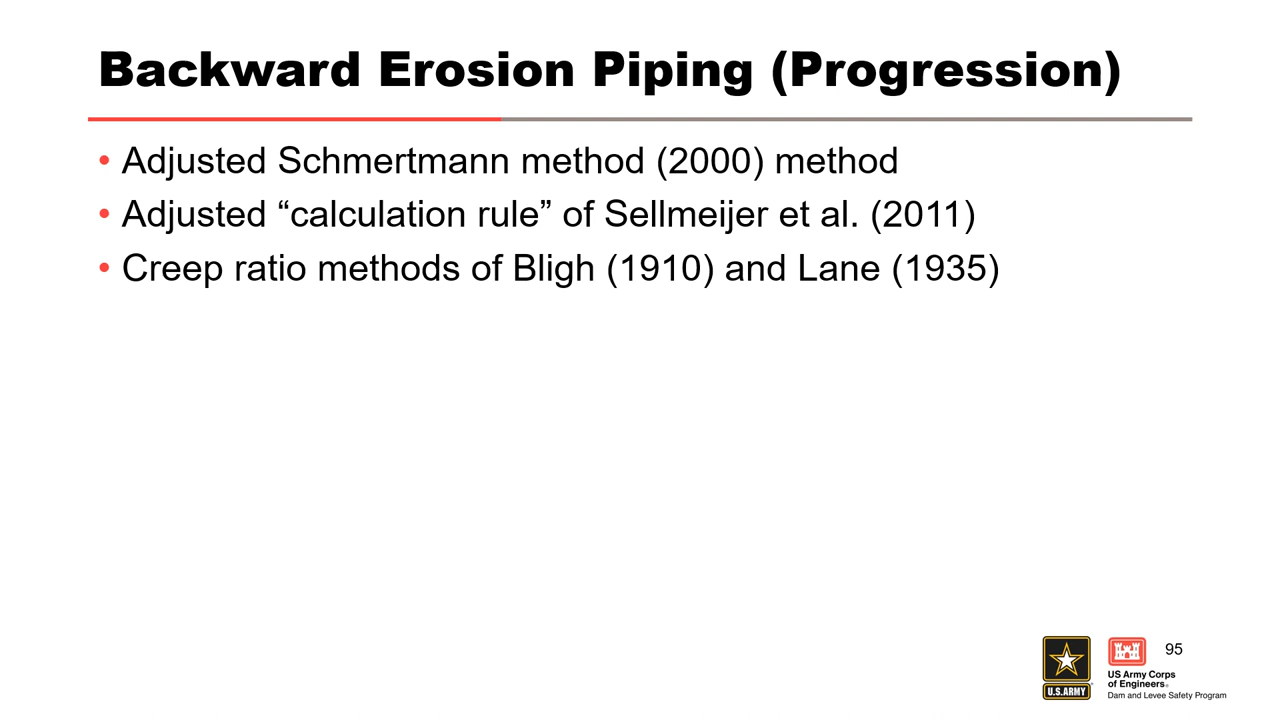 Backward Erosion Piping (Progression)
• Adjusted Schmertmann method (2000) method
• Adjusted “calculation rule” of Sellmeijer et al. (2011)
• Creep ratio methods of Bligh (1910) and Lane (1935)
95
U.S.ARMY
US Army Corps
of Engineers®
Dam and Levee Safety Program